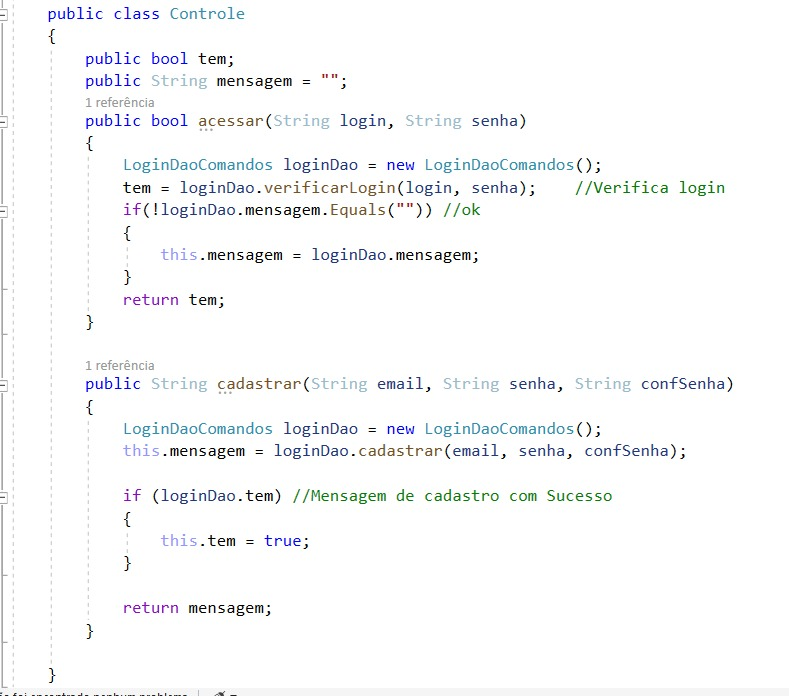 public class Controle
{
public bool tem;
public String mensagem = "";
1 referência
public bool acessar(String login, String senha)
{
LoginDaoComandos loginDao = new LoginDaoComandos();
tem = loginDao.verificarLogin(login, senha); //Verifica login
if(!loginDao.mensagem.Equals("")) //ok
{
this.mensagem = loginDao.mensagem;
}
return tem;
}
1 referência
public String cadastrar(String email, String senha, String confSenha)
{
LoginDaoComandos loginDao = new LoginDaoComandos();
this.mensagem = loginDao.cadastrar(email, senha, confSenha);
if (loginDao.tem) //Mensagem de cadastro com Sucesso
{
this.tem = true;
}
return mensagem;
}
}